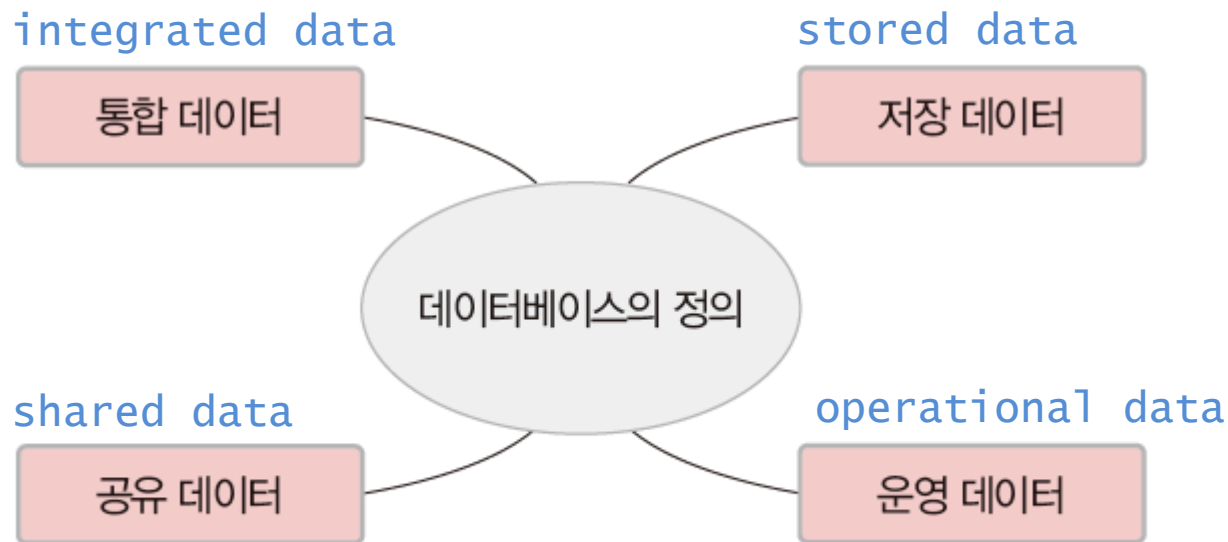 integrated data
stored data
통합 데이터
저장 데이터
데이터베이스의 정의
shared data
operational data
공유 데이터
운영 데이터